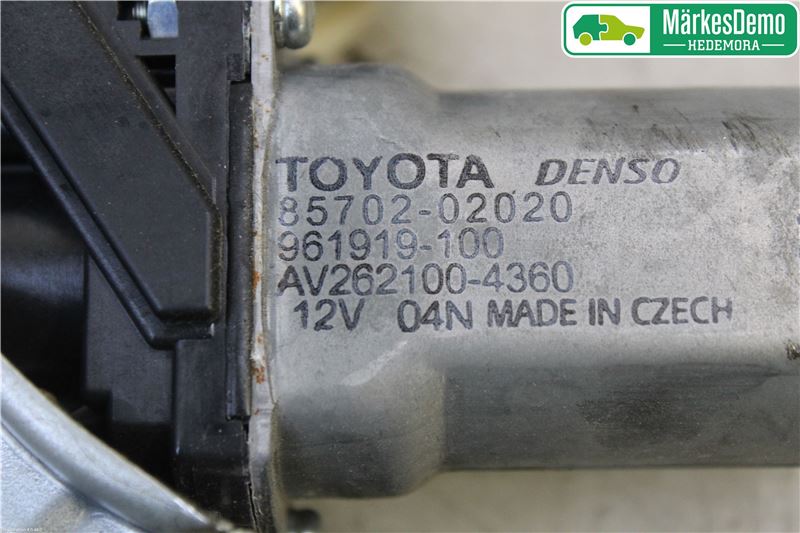 MärkesDemo
HEDEMORA
TOYOTA DENSO
85702-02020
961919-100
AV262100-4360
12V 04N MADE IN CZECH